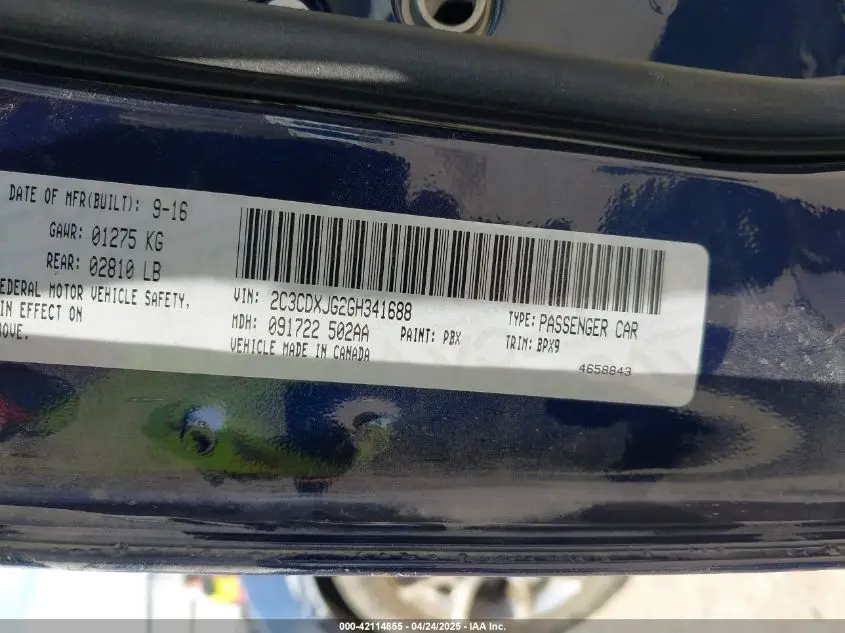 DATE OF MFR(BUILT): 9-16
GAWR: 01275 KG
REAR: 02810 LB
FEDERAL MOTOR VEHICLE SAFETY,
IN EFFECT ON
VIN: 2C3CDXJG2GH341688
MDH: 091722 502AA
PAINT: PBX
VEHICLE MADE IN CANADA
TYPE: PASSENGER CAR
TRIM: BPX9
4658843
000-42114855 - 04/24/2025 - IAA Inc.